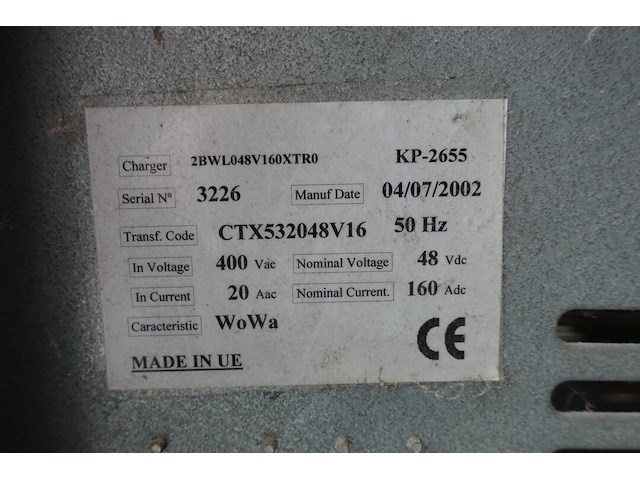 Charger 2BWL048V160XTR0 KP-2655
Serial Nº 3226 Manuf Date 04/07/2002
Transf. Code CTX532048V16 50 Hz
In Voltage 400 Vac Nominal Voltage 48 Vdc
In Current 20 Aac Nominal Current. 160 Adc
Caracteristic WoWa
CE
MADE IN UE